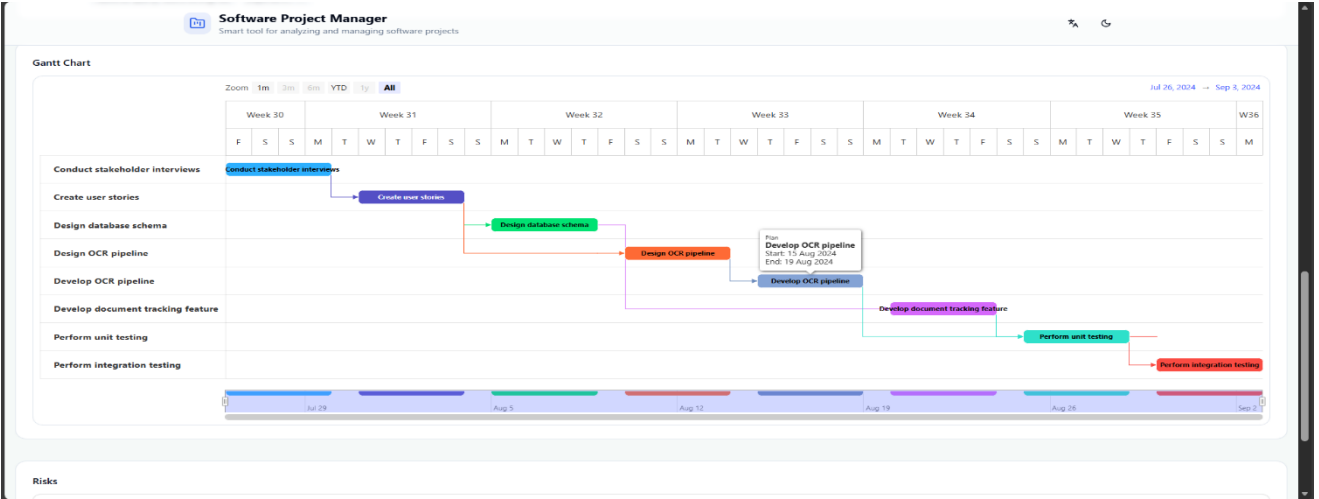 Software Project Manager
Smart tool for analyzing and managing software projects
Gantt Chart
Zoom 1m 3m 6m YTD 1y All
Jul 26, 2024 → Sep 3, 2024
Week 30 Week 31 Week 32 Week 33 Week 34 Week 35 W36
F S S M T W T F S S M T W T F S S M T W T F S S M T W T F S S M T W T F S S M
Conduct stakeholder interviews Conduct stakeholder interviews
Create user stories Create user stories
Design database schema Design database schema
Plan
Develop OCR pipeline
Start: 15 Aug 2024
End: 19 Aug 2024
Design OCR pipeline Design OCR pipeline
Develop OCR pipeline Develop OCR pipeline
Develop document tracking feature Develop document tracking feature
Perform unit testing Perform unit testing
Perform integration testing Perform integration testing
Jul 29 Aug 5 Aug 12 Aug 19 Aug 26 Sep 2
Risks